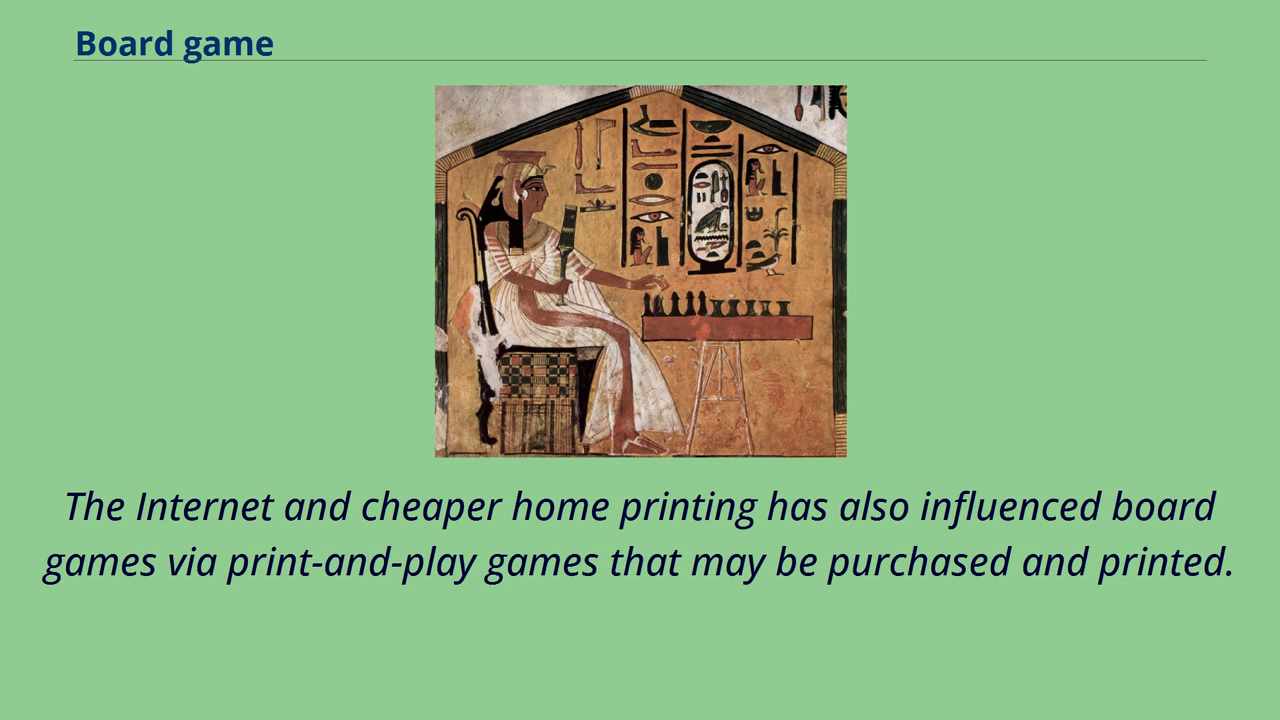 Board game
The Internet and cheaper home printing has also influenced board
games via print-and-play games that may be purchased and printed.